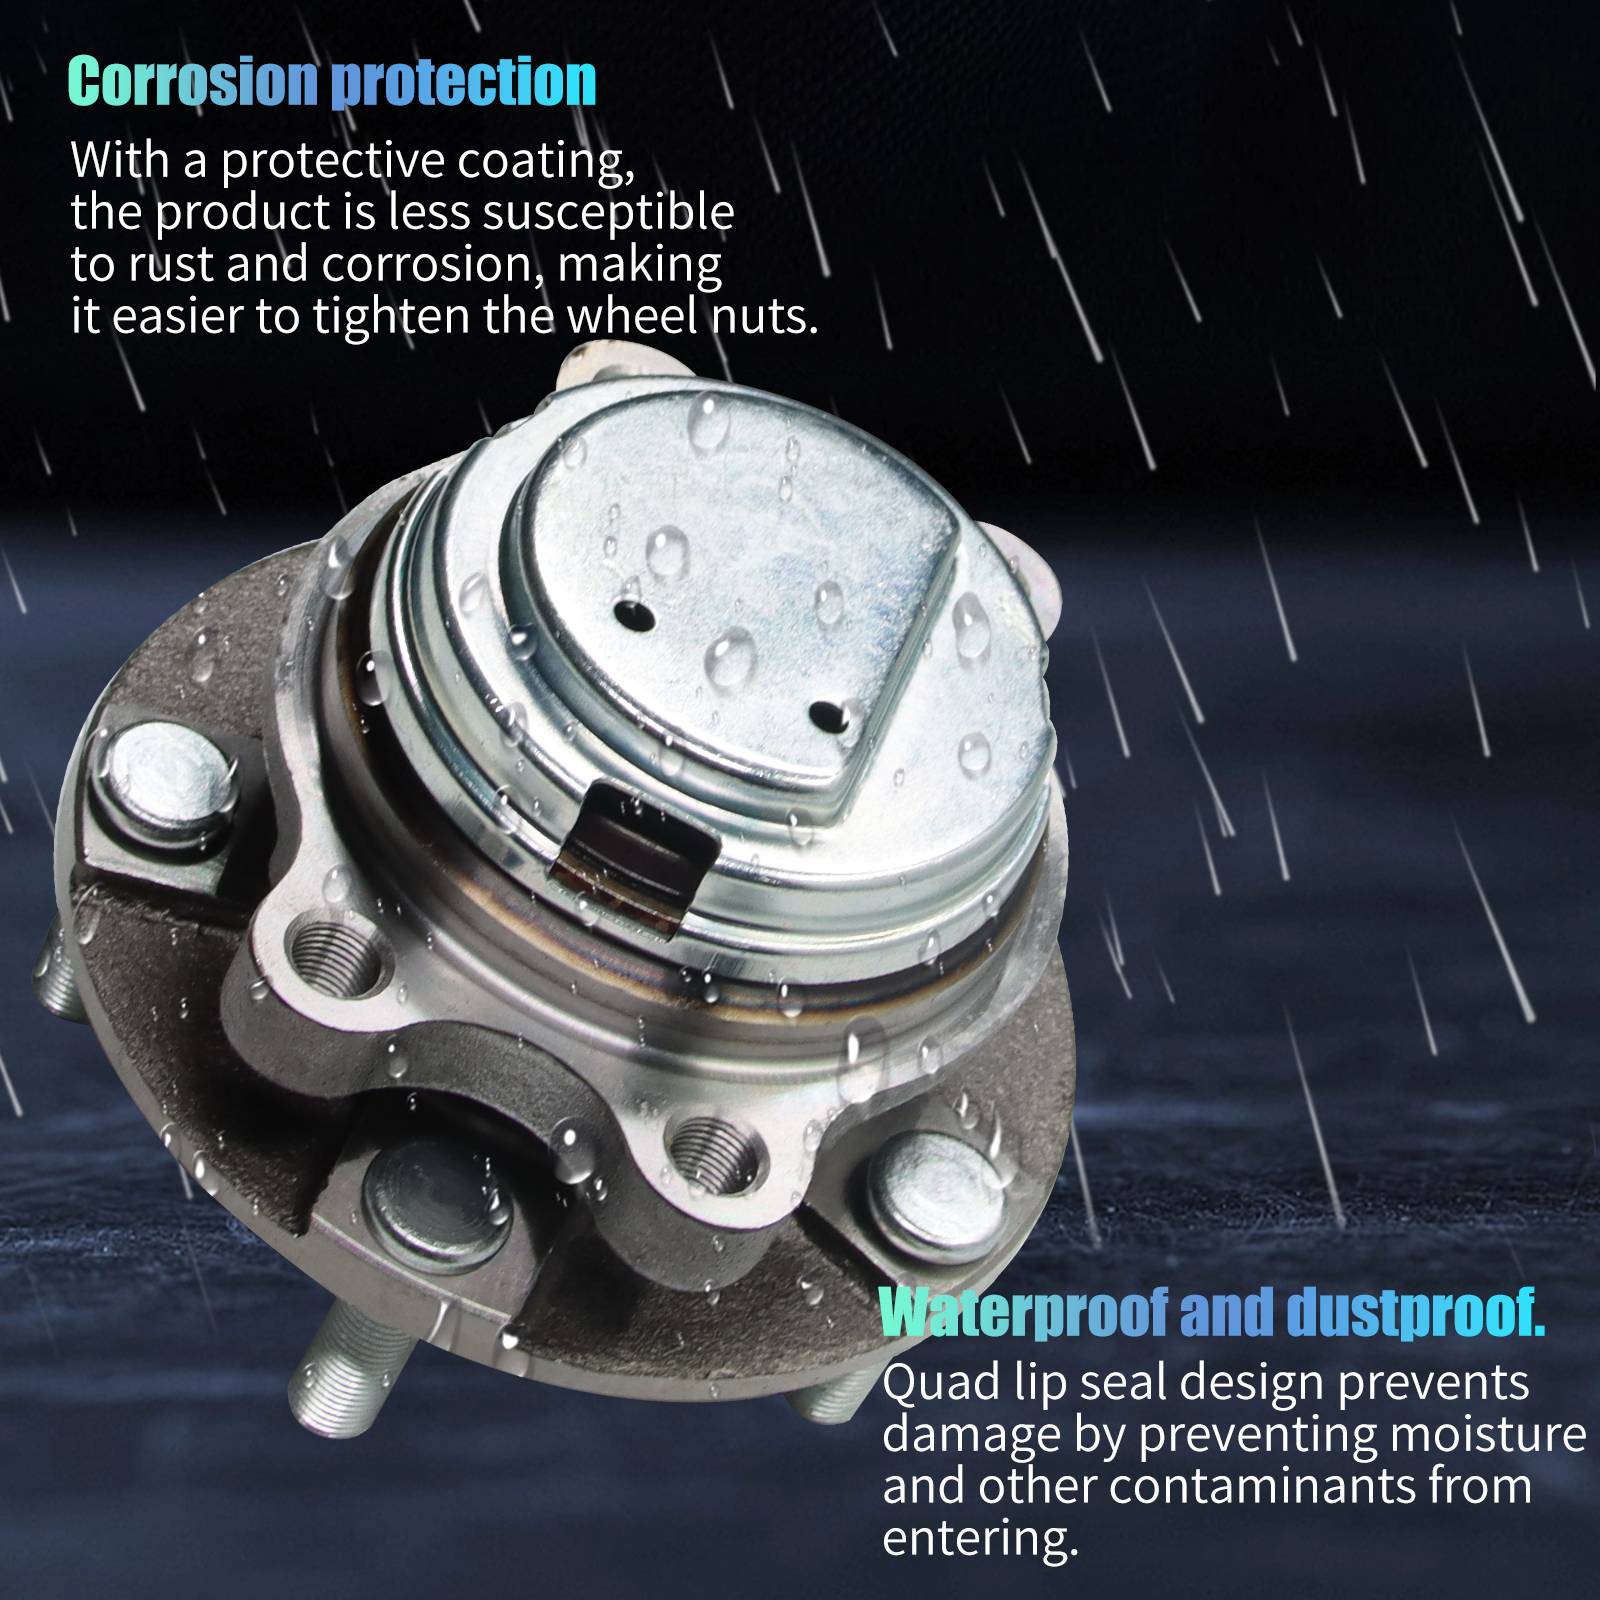 Corrosion protection
With a protective coating,
the product is less susceptible
to rust and corrosion, making
it easier to tighten the wheel nuts.
Waterproof and dustproof.
Quad lip seal design prevents
damage by preventing moisture
and other contaminants from
entering.